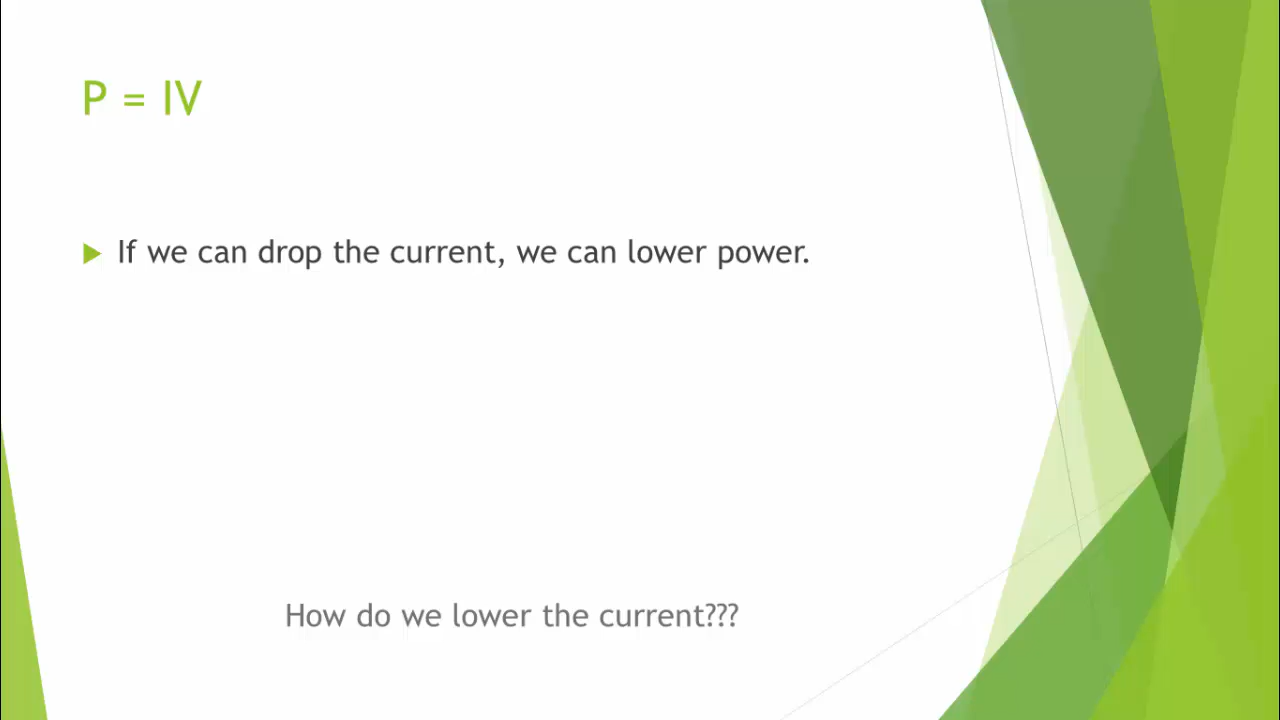 P = IV
If we can drop the current, we can lower power.
How do we lower the current???